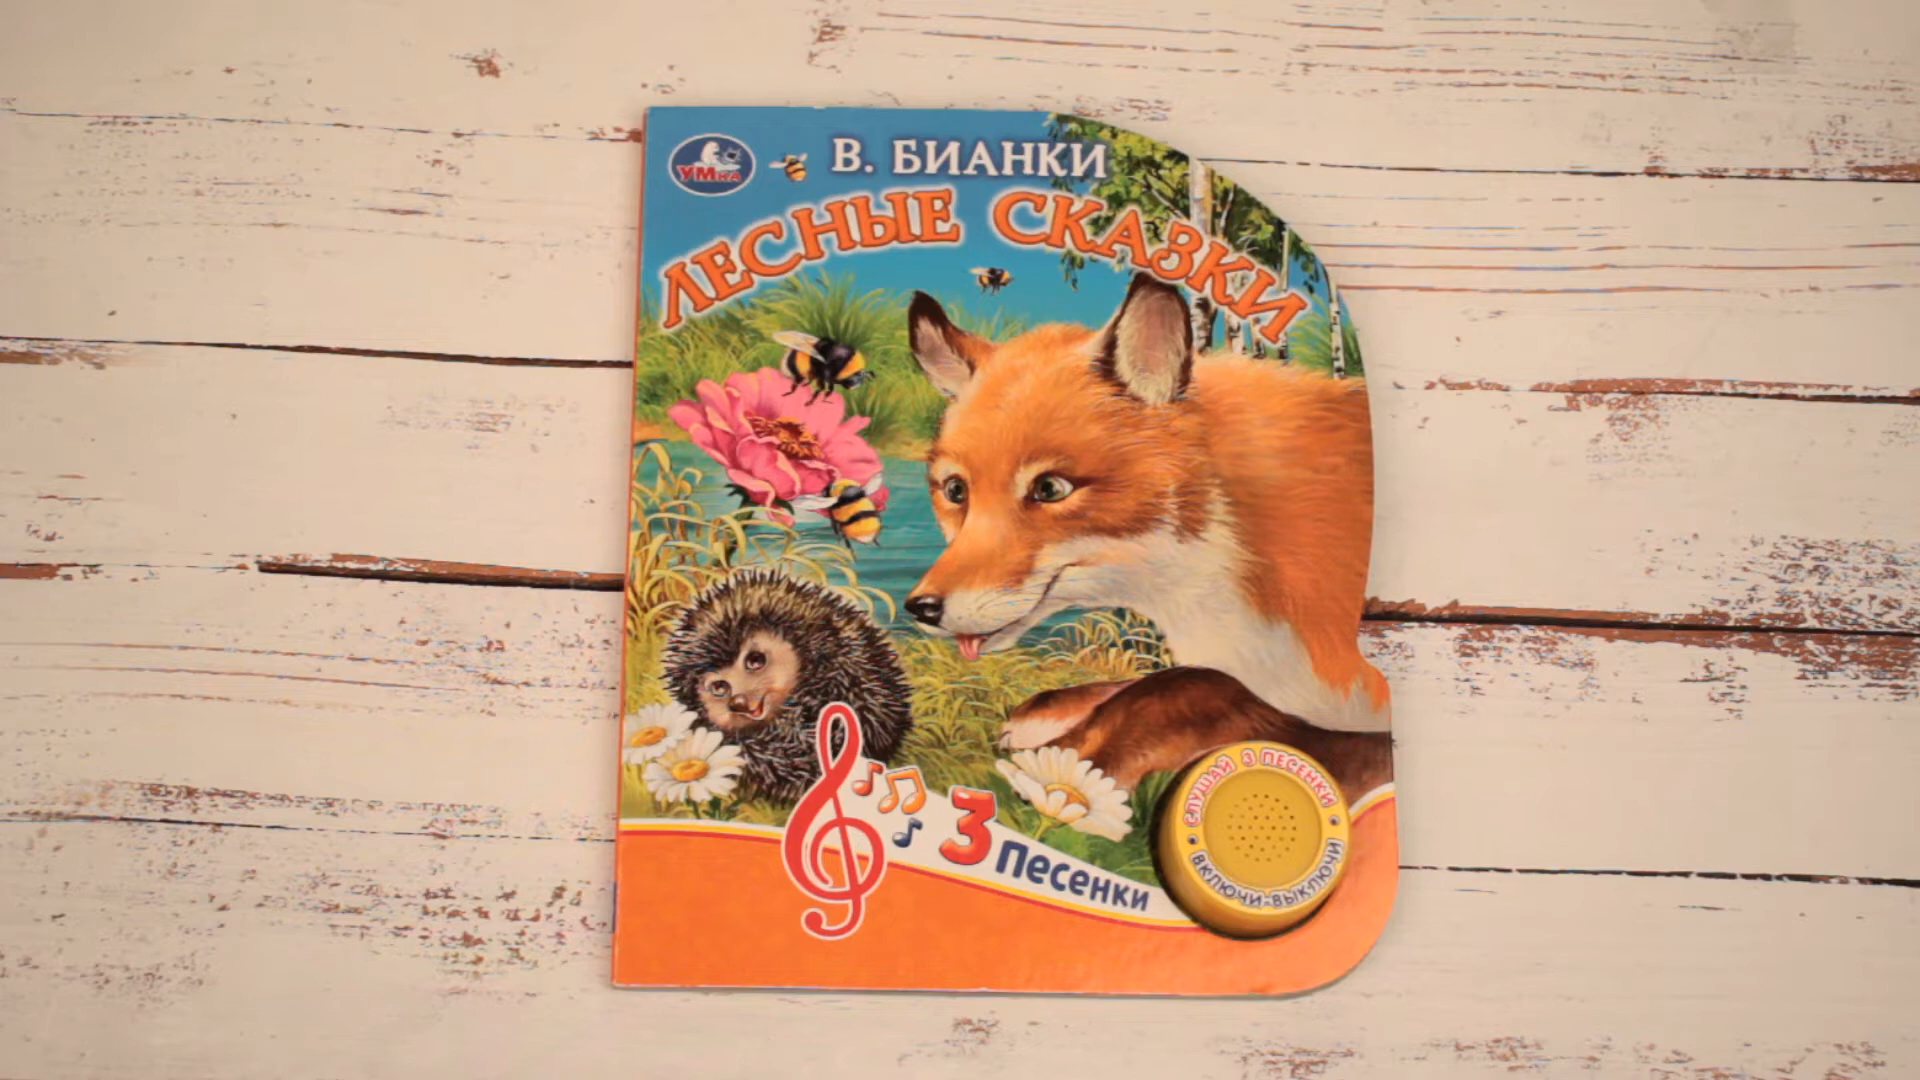 УМка
В. БИАНКИ
ЛЕСНЫЕ СКАЗКИ
3 песенки
СЛУШАЙ 3 ПЕСЕНКИ
ВКЛЮЧИ-ВЫКЛЮЧИ